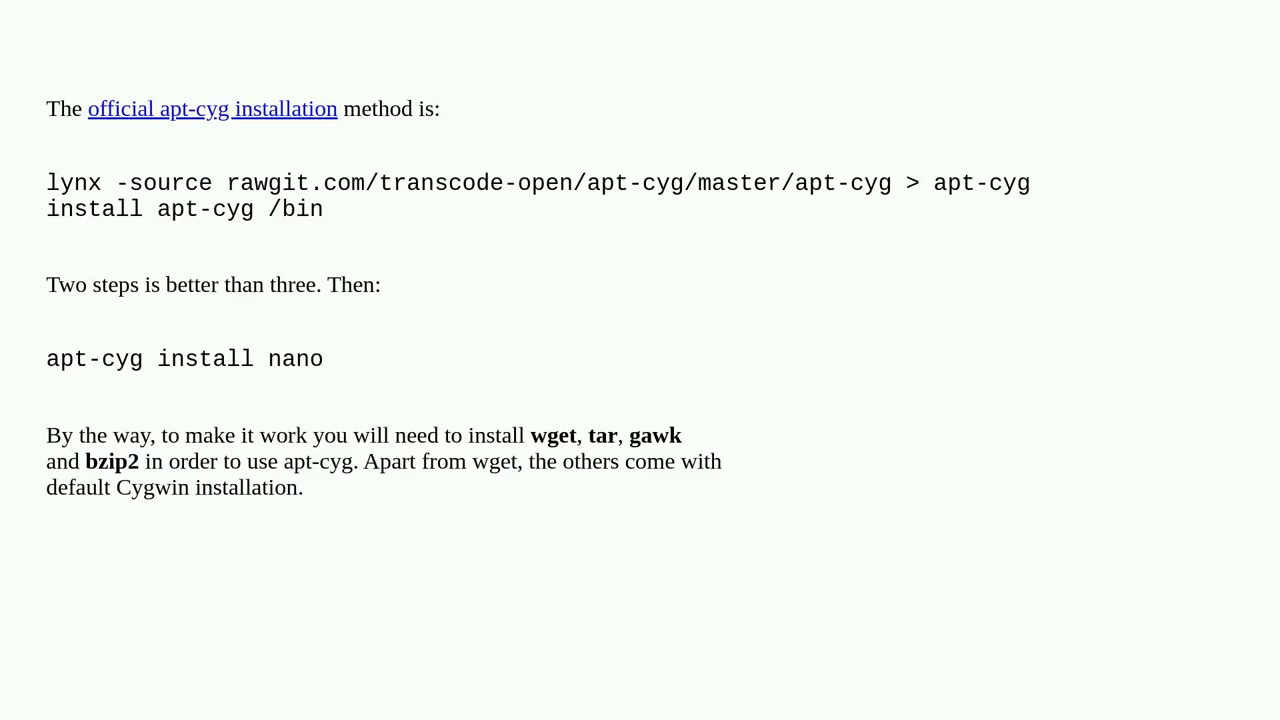 The official apt-cyg installation method is:
lynx -source rawgit.com/transcode-open/apt-cyg/master/apt-cyg > apt-cyg
install apt-cyg /bin
Two steps is better than three. Then:
apt-cyg install nano
By the way, to make it work you will need to install wget, tar, gawk
and bzip2 in order to use apt-cyg. Apart from wget, the others come with
default Cygwin installation.